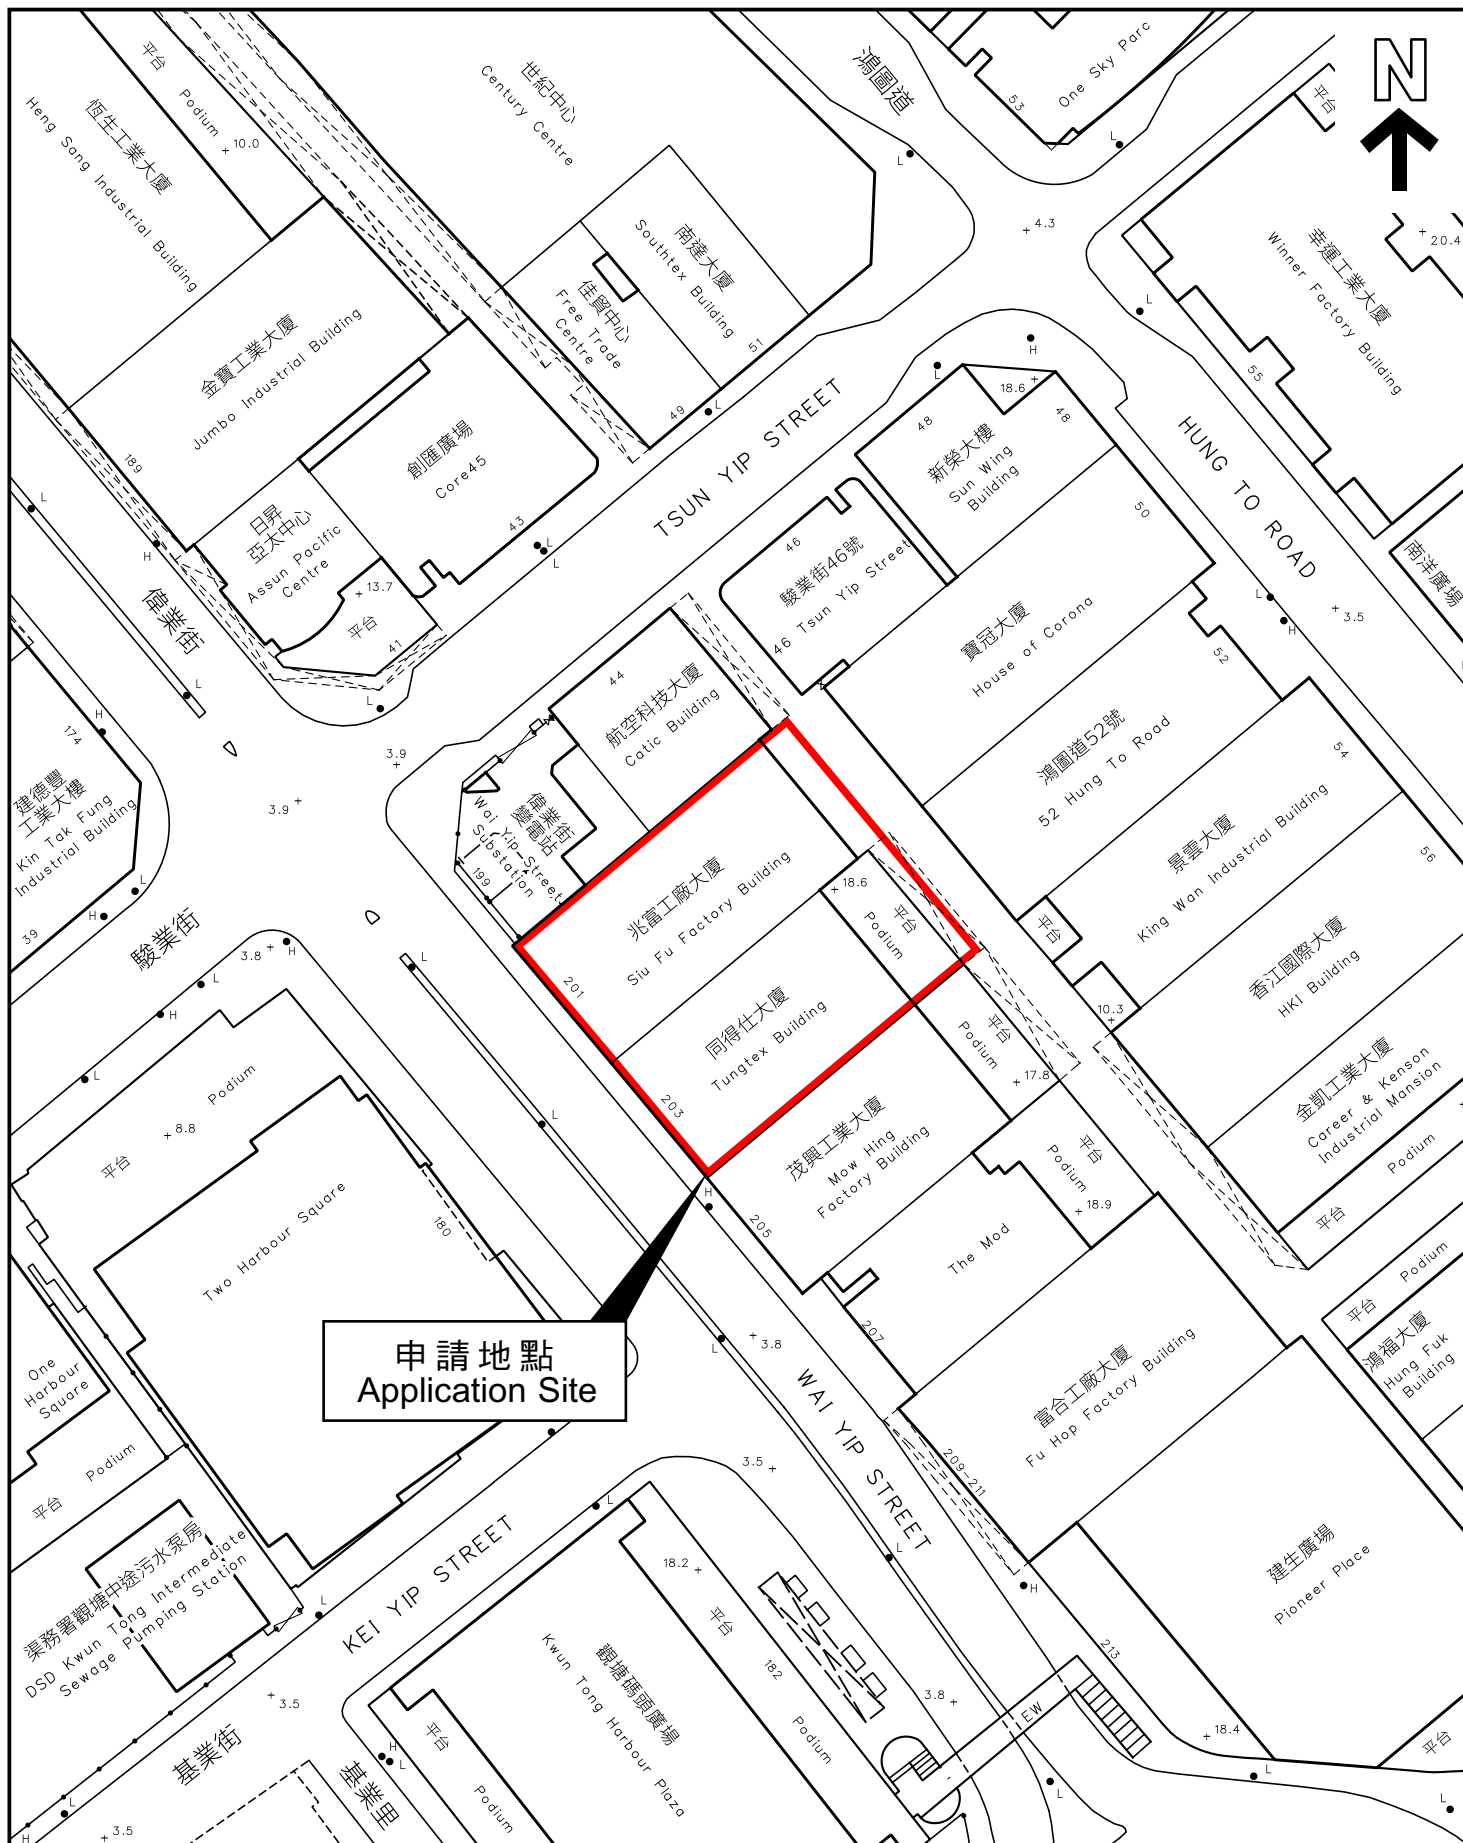 平台
Podium
10.0
恆生工業大廈
Heng Sang Industrial Building
世紀中心
Century Centre
鴻圖道
53
One Sky Parc
平台
N
L
L
4.3
20.4
幸運工業大廈
Winner Factory Building
55
南達大廈
Southtex Building
51
佳貿中心
Free Trade
Centre
49
L
金寶工業大廈
Jumbo Industrial Building
189
創匯廣場
Core45
43
L
L
日昇
亞太中心
Assun Pacific
Centre
13.7
平台
41
L
H
L
H
L
L
18.6
48
48
新榮大樓
Sun Wing
Building
TSUN YIP STREET
HUNG TO ROAD
46
駿業街46號
46 Tsun Yip Street
50
寶冠大廈
House of Corona
L
H
3.5
南洋廣場
偉業街
L
44
航空科技大廈
Catic Building
52
鴻圖道52號
52 Hung To Road
54
景雲大廈
King Wan Industrial Building
56
香江國際大廈
HKI Building
平台
10.3
H
174
建德豐
工業大樓
Kin Tak Fung
Industrial Building
39
L
H
3.9
3.9
偉業街
變電站
Wai Yip Street
Substation
199
駿業街
3.8
H
L
H
L
L
兆富工廠大廈
Siu Fu Factory Building
201
18.6
平台
Podium
同得仕大廈
Tungtex Building
203
平台
Podium
17.8
金凱工業大廈
Career & Kenson
Industrial Mansion
Podium
平台
茂興工業大廈
Mow Hing
Factory Building
205
平台
Podium
18.9
H
L
Podium
8.8
平台
180
Two Harbour Square
The Mod
207
Podium
平台
鴻福大廈
Hung Fuk
Building
申請地點
Application Site
3.8
L
One
Harbour
Square
Podium
平台
富合工廠大廈
Fu Hop Factory Building
209-211
WAI YIP STREET
3.5
L
L
H
渠務署觀塘中途污水泵房
DSD Kwun Tong Intermediate
Sewage Pumping Station
L
KEI YIP STREET
18.2
平台
182
Podium
建生廣場
Pioneer Place
213
18.4
平台
觀塘碼頭廣場
Kwun Tong Harbour Plaza
3.8
EW
3.5
基業街
基業里
H
L
平台
Podium
L
H
3.5
L
L
L